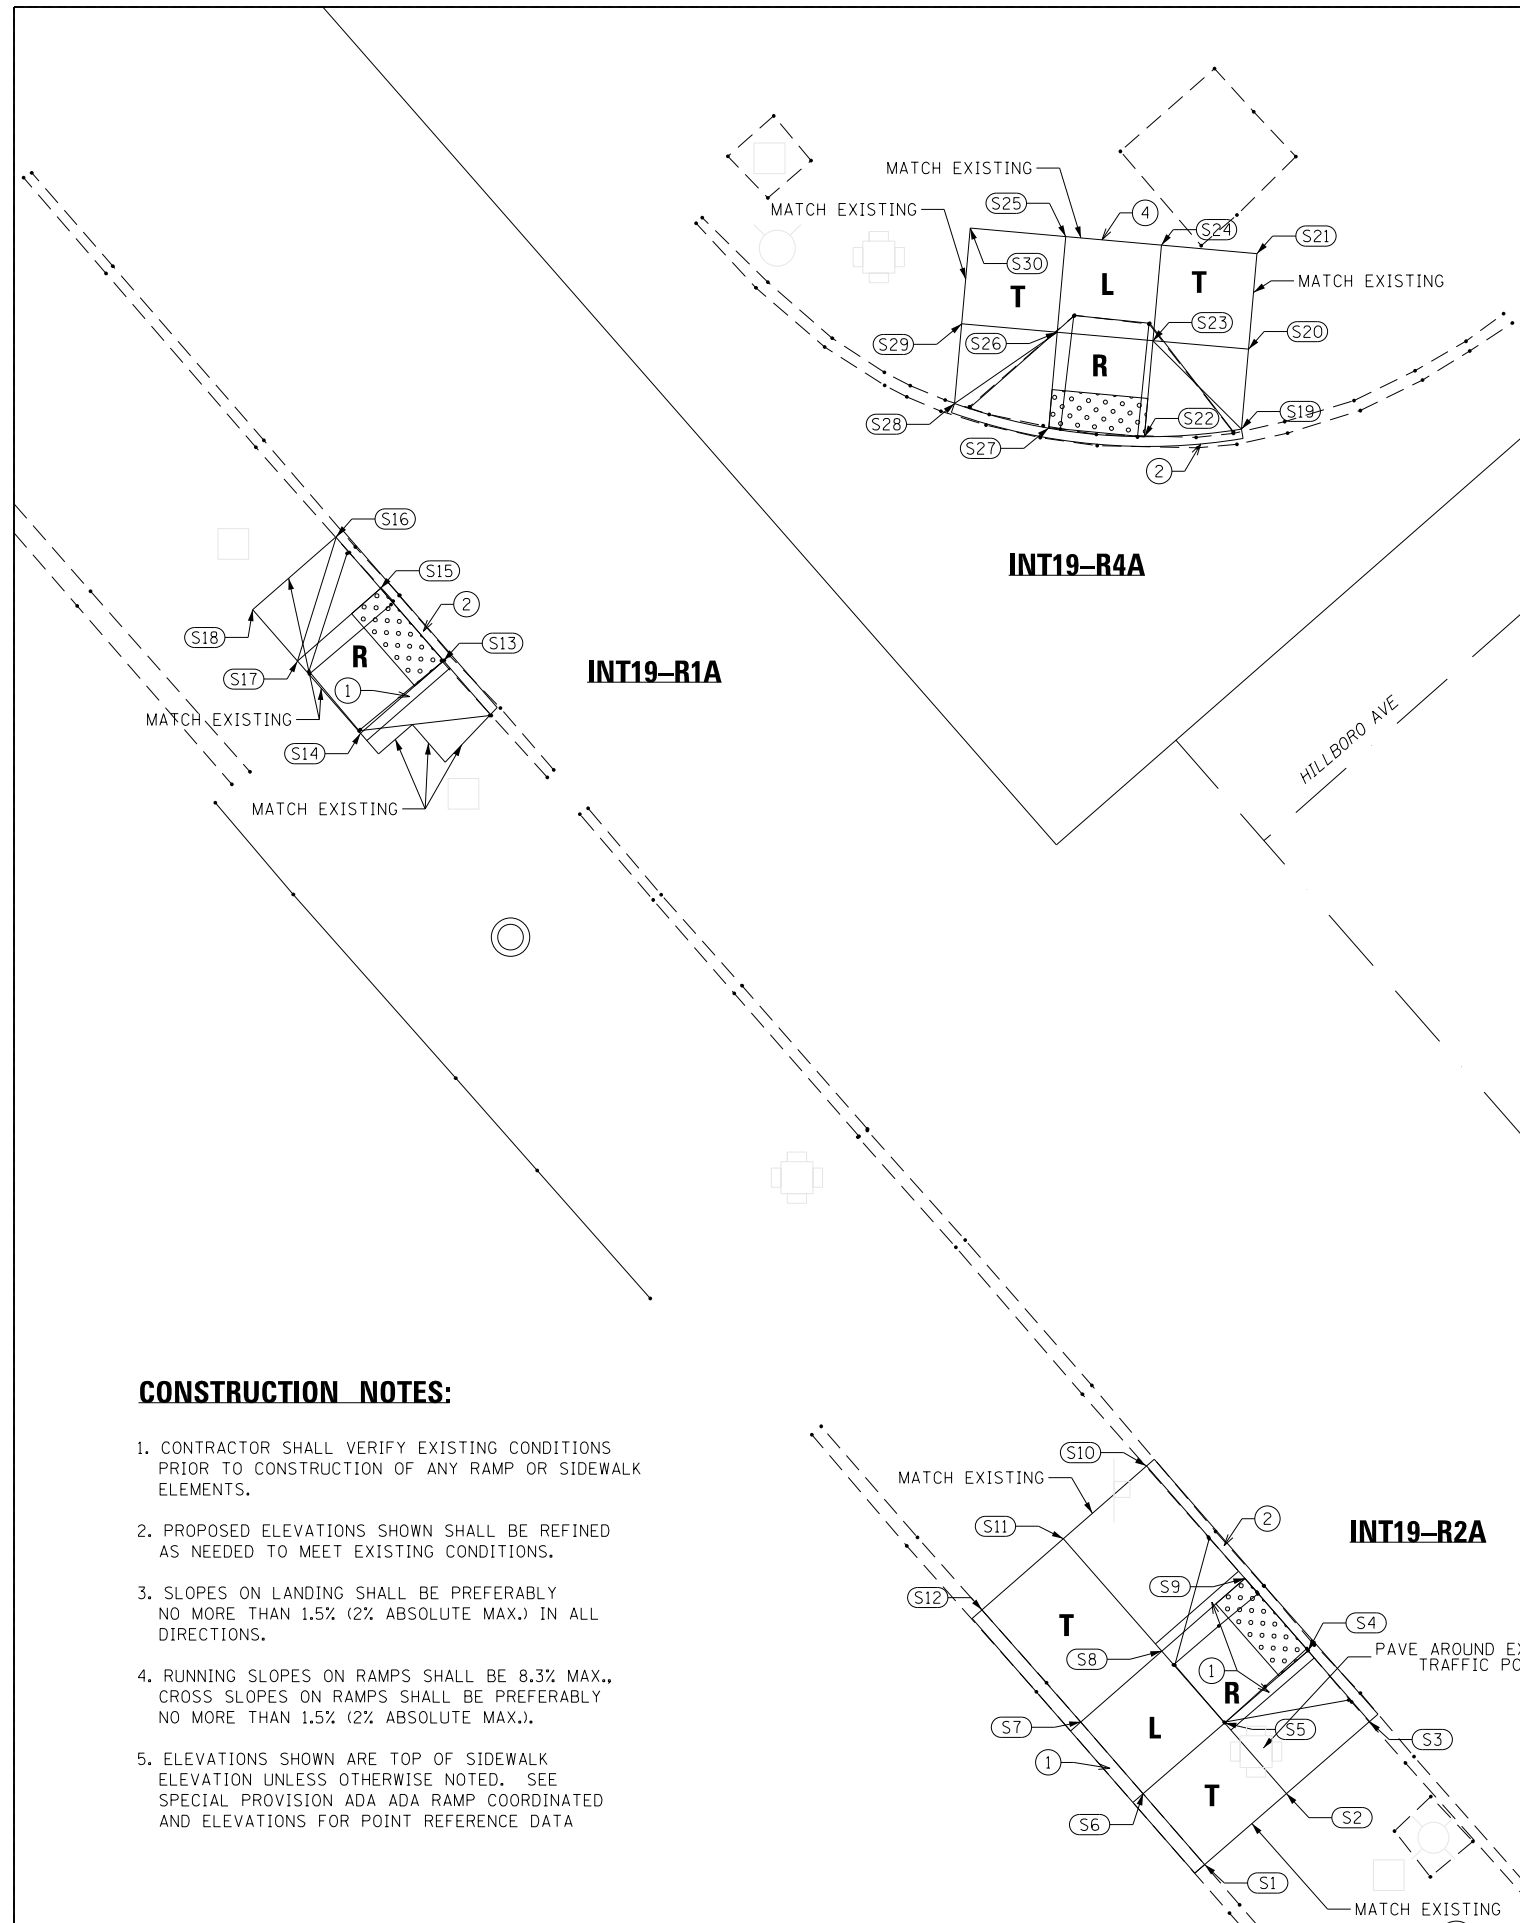 MATCH EXISTING
S25
4
MATCH EXISTING
S24
S21
S30
T
L
T
MATCH EXISTING
S23
S29
S26
S20
R
S28
S22
S19
S27
2
INT19–R4A
S16
S15
2
S18
S13
R
S17
1
INT19–R1A
MATCH EXISTING
S14
MATCH EXISTING
HILLBORO AVE
CONSTRUCTION NOTES:
1. CONTRACTOR SHALL VERIFY EXISTING CONDITIONS
PRIOR TO CONSTRUCTION OF ANY RAMP OR SIDEWALK
ELEMENTS.
2. PROPOSED ELEVATIONS SHOWN SHALL BE REFINED
AS NEEDED TO MEET EXISTING CONDITIONS.
3. SLOPES ON LANDING SHALL BE PREFERABLY
NO MORE THAN 1.5% (2% ABSOLUTE MAX.) IN ALL
DIRECTIONS.
4. RUNNING SLOPES ON RAMPS SHALL BE 8.3% MAX.,
CROSS SLOPES ON RAMPS SHALL BE PREFERABLY
NO MORE THAN 1.5% (2% ABSOLUTE MAX.).
5. ELEVATIONS SHOWN ARE TOP OF SIDEWALK
ELEVATION UNLESS OTHERWISE NOTED. SEE
SPECIAL PROVISION ADA ADA RAMP COORDINATED
AND ELEVATIONS FOR POINT REFERENCE DATA
S10
MATCH EXISTING
S11
2
INT19–R2A
S9
S12
T
S4
S8
PAVE AROUND
TRAFFIC
1
R
S7
L
S5
S3
1
T
S6
S2
S1
MATCH EXISTING